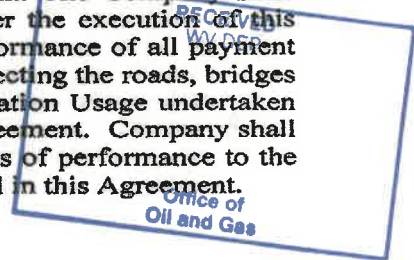 er the execution of this
RECEIVED
WV DEP
ormance of all payment
ecting the roads, bridges
ation Usage undertaken
eement. Company shall
s of performance to the
d in this Agreement.
Office of
Oil and Gas